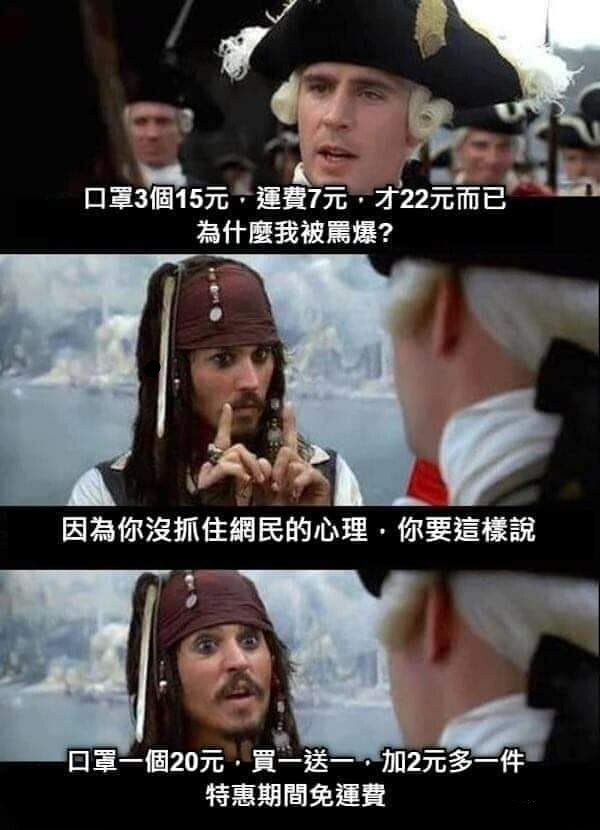 口罩3個15元，運費7元，才22元而已
為什麼我被罵爆?
因為你沒抓住網民的心理，你要這樣說
口罩一個20元，買一送一，加2元多一件
特惠期間免運費